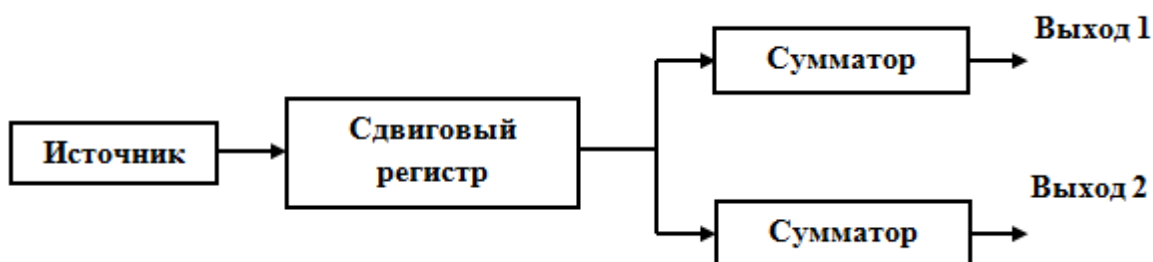 Выход 1
Сумматор
Сдвиговый
регистр
Источник
Выход 2
Сумматор